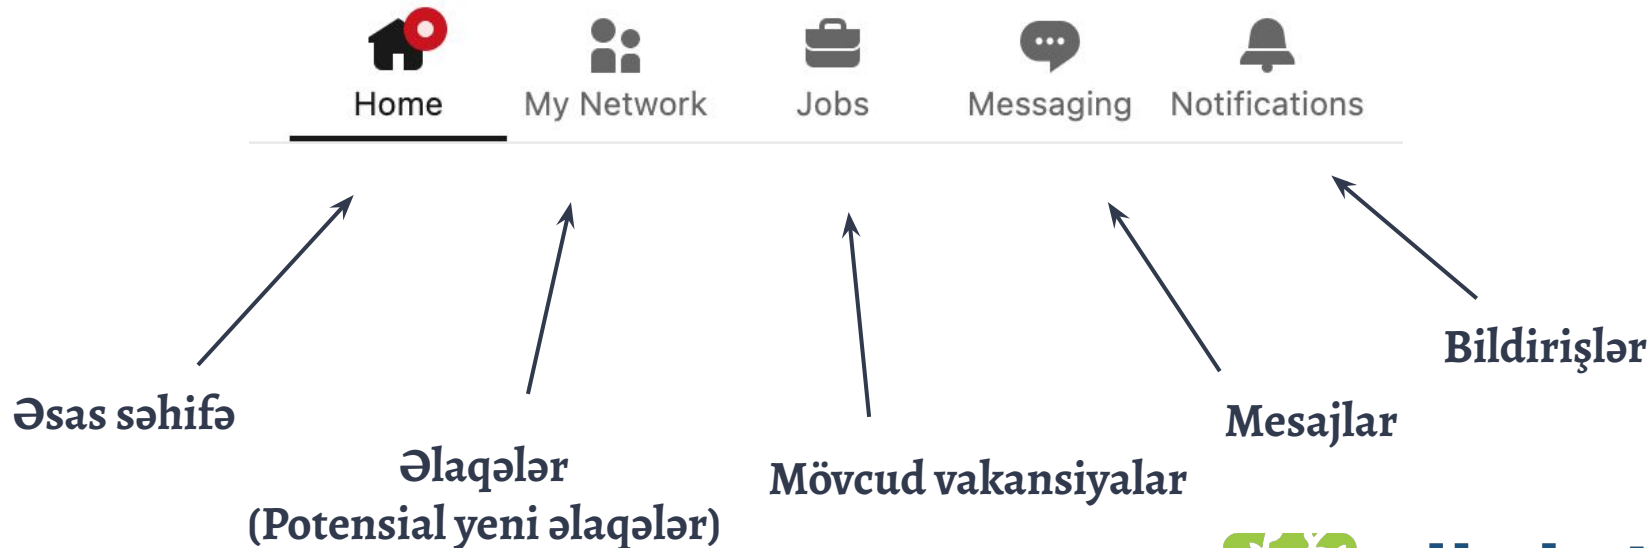 Home
My Network
Jobs
Messaging
Notifications
Bildirişlər
Əsas səhifə
Mesajlar
Əlaqələr
(Potensial yeni əlaqələr)
Mövcud vakansiyalar